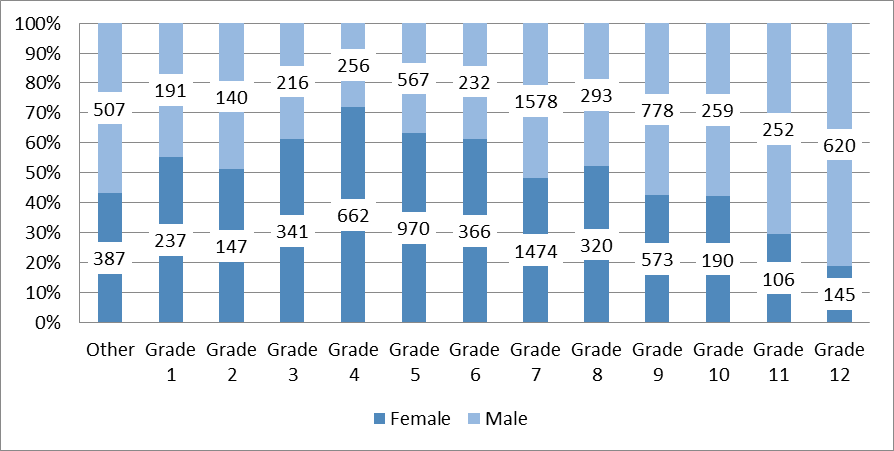 100%
90%
80%
70%
60%
50%
40%
30%
20%
10%
0%
507 191 140 216 256 567 232 1578 293 778 259 252 620
387 237 147 341 662 970 366 1474 320 573 190 106 145
Other Grade 1 Grade 2 Grade 3 Grade 4 Grade 5 Grade 6 Grade 7 Grade 8 Grade 9 Grade 10 Grade 11 Grade 12
Female Male